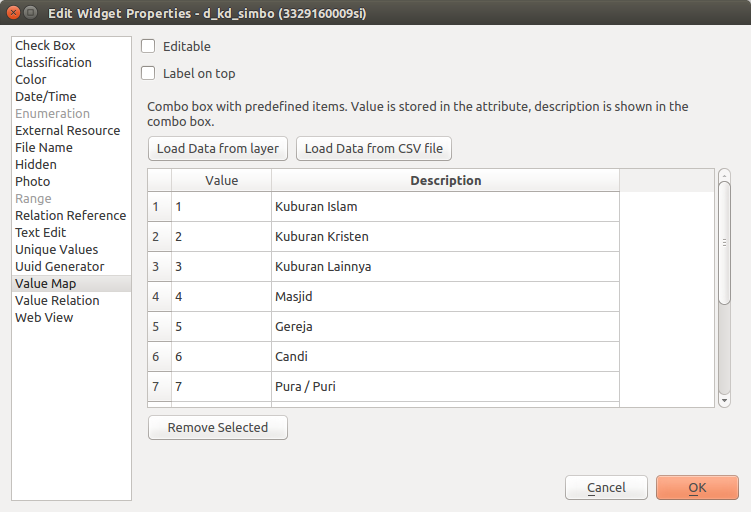 Edit Widget Properties - d_kd_simbo (3329160009si)
Check Box
Classification
Color
Date/Time
Enumeration
External Resource
File Name
Hidden
Photo
Range
Relation Reference
Text Edit
Unique Values
Uuid Generator
Value Map
Value Relation
Web View
Editable
Label on top
Combo box with predefined items. Value is stored in the attribute, description is shown in the
combo box.
Load Data from layer Load Data from CSV file
Value Description
1 1 Kuburan Islam
2 2 Kuburan Kristen
3 3 Kuburan Lainnya
4 4 Masjid
5 5 Gereja
6 6 Candi
7 7 Pura / Puri
Remove Selected
Cancel OK